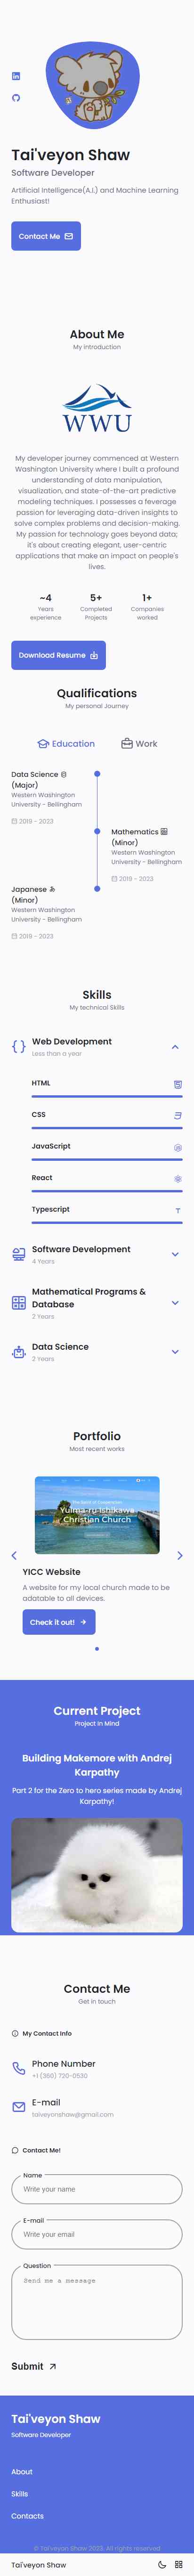 Tai'veyon Shaw
Software Developer
Artificial Intelligence(A.I.) and Machine Learning
Enthusiast!
Contact Me
About Me
My Introduction
WWU
My developer journey commenced at Western
Washington University where I built a profound
understanding of data manipulation,
visualization, and state-of-the-art predictive
modeling techniques. I possesses a fervent
passion for leveraging data-driven insights to
solve complex problems and decision-making.
My passion for technology goes beyond data;
it's about creating elegant, user-centric
applications that make an impact on people's
lives.
~4
Years
experience
5+
Completed
Projects
1+
Companies
worked
Download Resume
Qualifications
My personal Journey
Education
Work
Data Science
(Major)
Western Washington
University - Bellingham
2019 - 2023
Mathematics
(Minor)
Western Washington
University - Bellingham
2019 - 2023
Japanese
(Minor)
Western Washington
University - Bellingham
2019 - 2023
Skills
My technical Skills
Web Development
Less than a year
HTML
CSS
JavaScript
React
Typescript
Software Development
4 Years
Mathematical Programs &
Database
2 Years
Data Science
2 Years
Portfolio
Most recent works
Yuima-ru Ishikawa
Christian Church
YICC Website
A website for my local church made to be
adatable to all devices.
Check it out!
Current Project
Project In Mind
Building Makemore with Andrej
Karpathy
Part 2 for the Zero to hero series made by Andrej
Karpathy!
Contact Me
Get in touch
My Contact Info
Phone Number
+1 (360) 720-0530
E-mail
taiveyonshaw@gmail.com
Contact Me!
Name
Write your name
E-mail
Write your email
Question
Send me a message
Submit
Tai'veyon Shaw
Software Developer
About
Skills
Contacts
© Tai'veyon Shaw 2023. All rights reserved
Tai'veyon Shaw